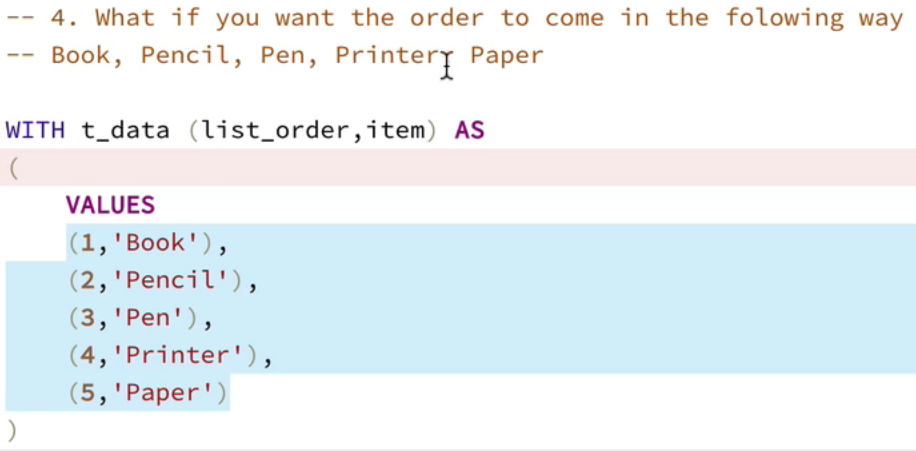 -- 4. What if you want the order to come in the folowing way
-- Book, Pencil, Pen, Printer, Paper
WITH t_data (list_order,item) AS
(
VALUES
(1,'Book'),
(2,'Pencil'),
(3,'Pen'),
(4,'Printer'),
(5,'Paper')
)